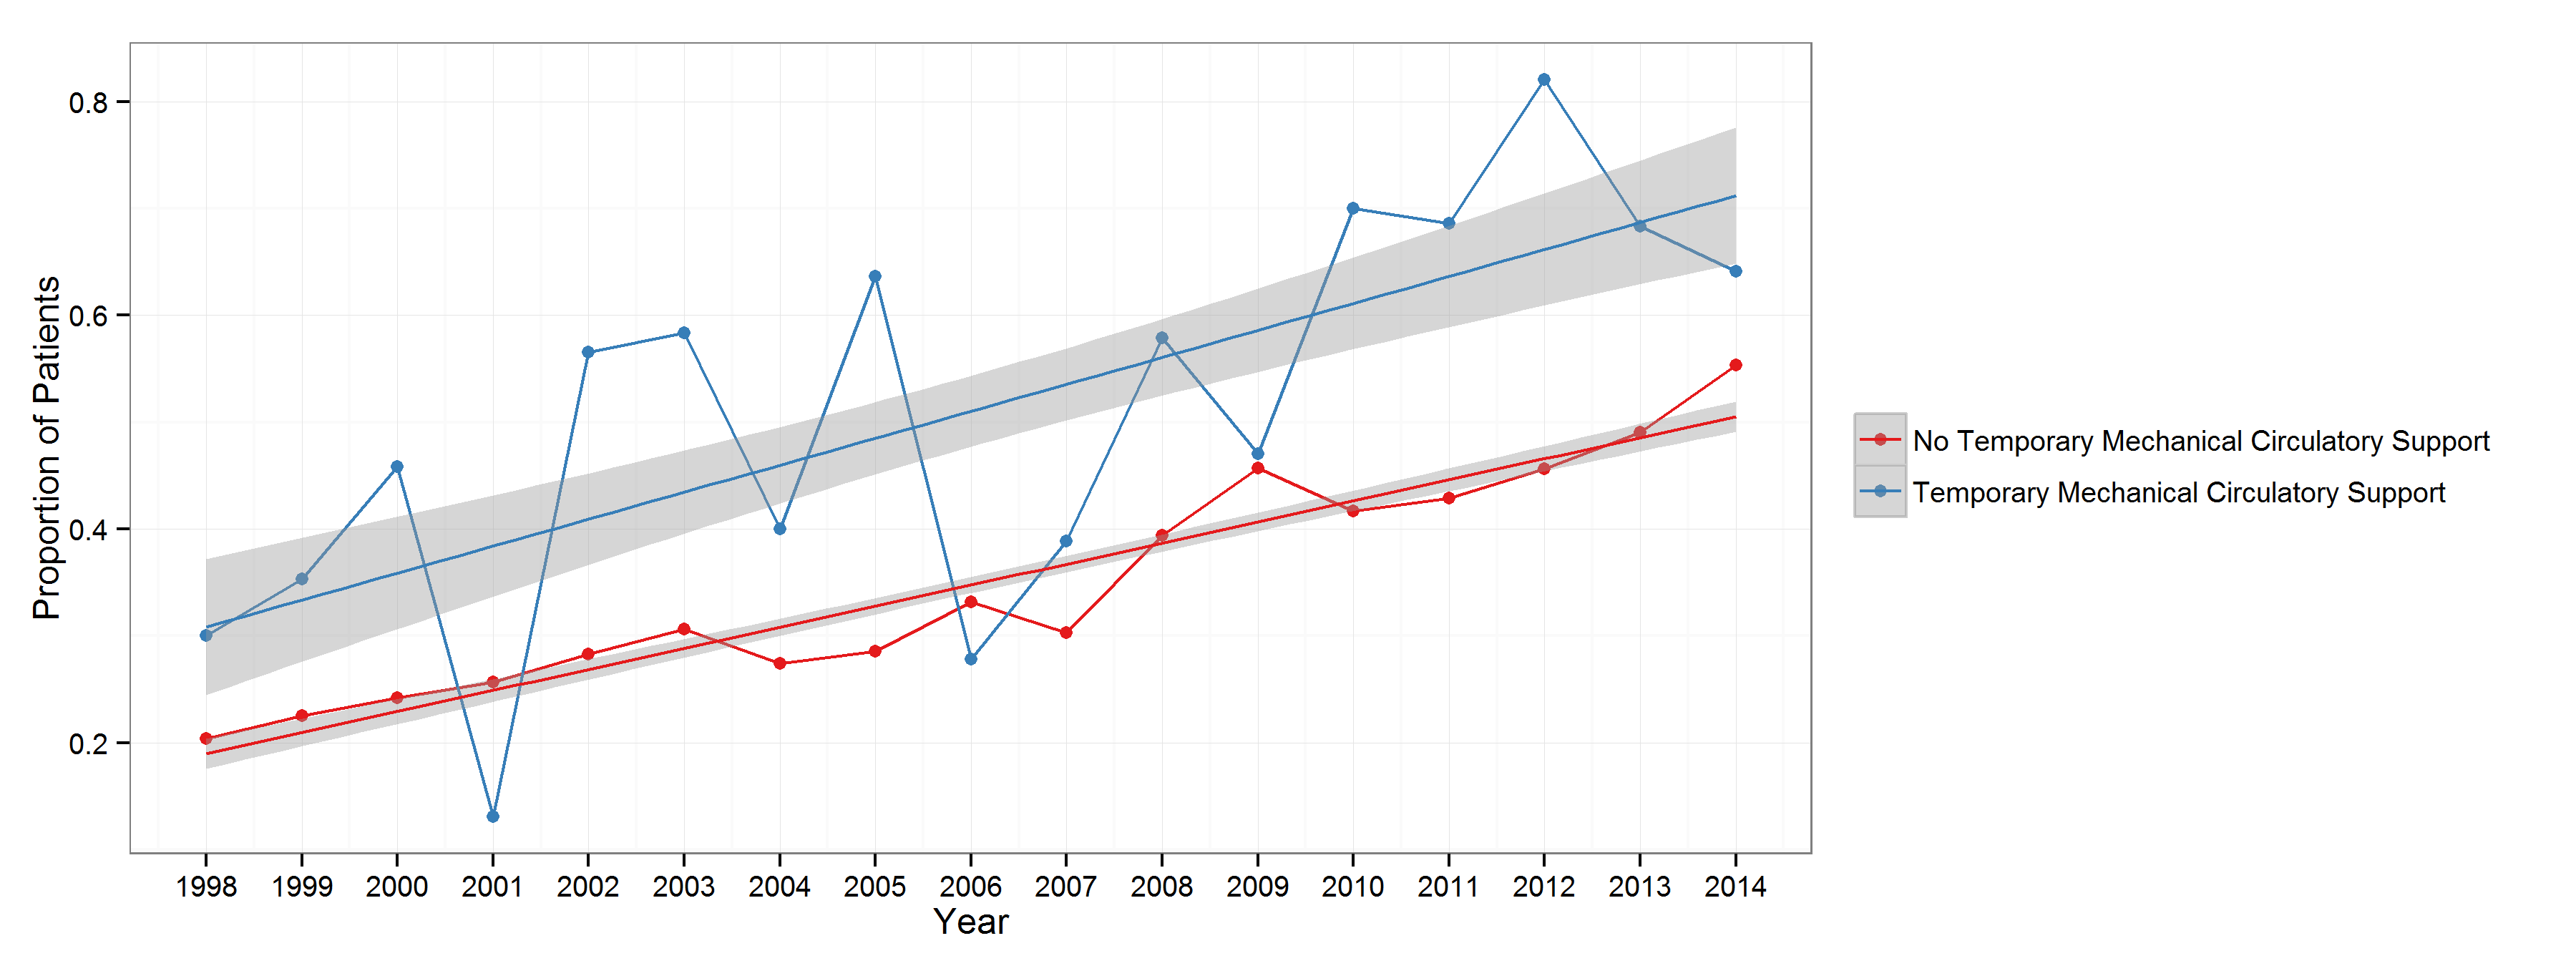 Proportion of Patients
0.8
0.6
0.4
0.2
1998 1999 2000 2001 2002 2003 2004 2005 2006 2007 2008 2009 2010 2011 2012 2013 2014
Year
No Temporary Mechanical Circulatory Support
Temporary Mechanical Circulatory Support